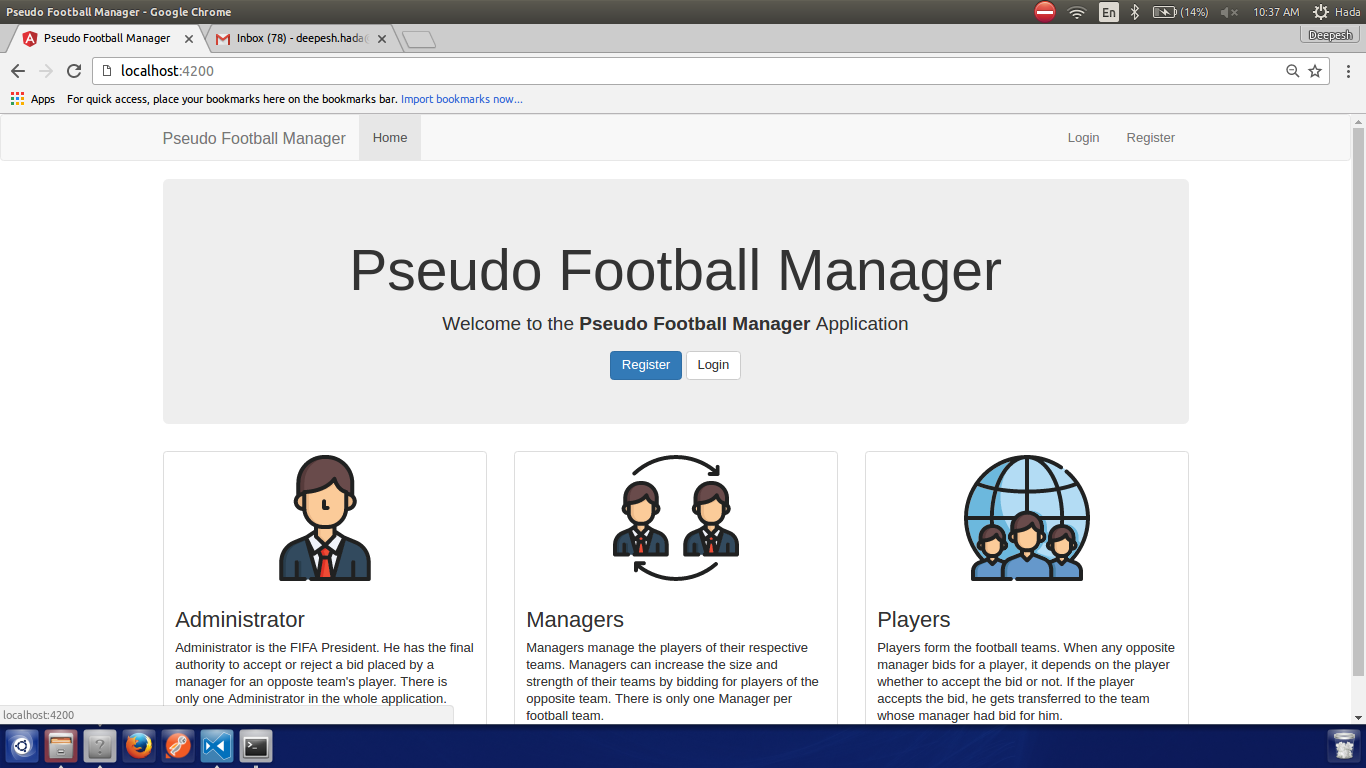 Pseudo Football Manager - Google Chrome
En
(14%)
10:37 AM
Hada
Pseudo Football Manager
Inbox (78) - deepesh.hada
Deepesh
localhost:4200
Apps
For quick access, place your bookmarks here on the bookmarks bar. Import bookmarks now...
Pseudo Football Manager
Home
Login
Register
Pseudo Football Manager
Welcome to the Pseudo Football Manager Application
Register
Login
Administrator
Administrator is the FIFA President. He has the final
authority to accept or reject a bid placed by a
manager for an opposte team's player. There is
only one Administrator in the whole application.
Managers
Managers manage the players of their respective
teams. Managers can increase the size and
strength of their teams by bidding for players of the
opposite team. There is only one Manager per
football team.
Players
Players form the football teams. When any opposite
manager bids for a player, it depends on the player
whether to accept the bid or not. If the player
accepts the bid, he gets transferred to the team
whose manager had bid for him.
localhost:4200